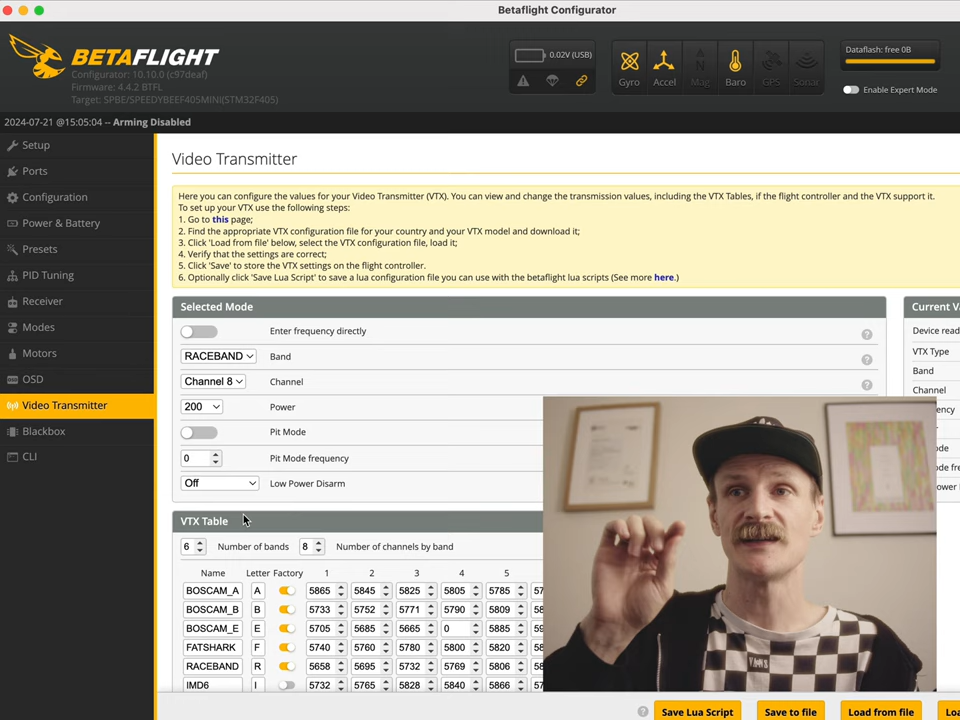 Betaflight Configurator
BETAFLIGHT
Configurator: 10.10.0 (c97deaf)
Firmware: 4.4.2 BTFL
Target: SPBE/SPEEDYBEEF405MINI(STM32F405)
0.02V (USB)
Gyro
Accel
Mag
Baro
GPS
Sonar
Dataflash: free 0B
Enable Expert Mode
2024-07-21 @15:05:04 -- Arming Disabled
Setup
Ports
Configuration
Power & Battery
Presets
PID Tuning
Receiver
Modes
Motors
OSD
Video Transmitter
Blackbox
CLI
Video Transmitter
Here you can configure the values for your Video Transmitter (VTX). You can view and change the transmission values, including the VTX Tables, if the flight controller and the VTX support it.
To set up your VTX use the following steps:
1. Go to this page;
2. Find the appropriate VTX configuration file for your country and your VTX model and download it;
3. Click 'Load from file' below, select the VTX configuration file, load it;
4. Verify that the settings are correct;
5. Click 'Save' to store the VTX settings on the flight controller.
6. Optionally click 'Save Lua Script' to save a lua configuration file you can use with the betaflight lua scripts (See more here.)
Selected Mode
Enter frequency directly
RACEBAND Band
Channel 8 Channel
200 Power
Pit Mode
0 Pit Mode frequency
Off Low Power Disarm
Current Va
Device read
VTX Type
Band
Channel
VTX Table
6 Number of bands 8 Number of channels by band
Name Letter Factory 1 2 3 4 5
BOSCAM_A A 5865 5845 5825 5805 5785 57
BOSCAM_B B 5733 5752 5771 5790 5809 58
BOSCAM_E E 5705 5685 5665 0 5885 59
FATSHARK F 5740 5760 5780 5800 5820 58
RACEBAND R 5658 5695 5732 5769 5806 58
IMD6 I 5732 5765 5828 5840 5866 57
VANS
Save Lua Script
Save to file
Load from file
Loa